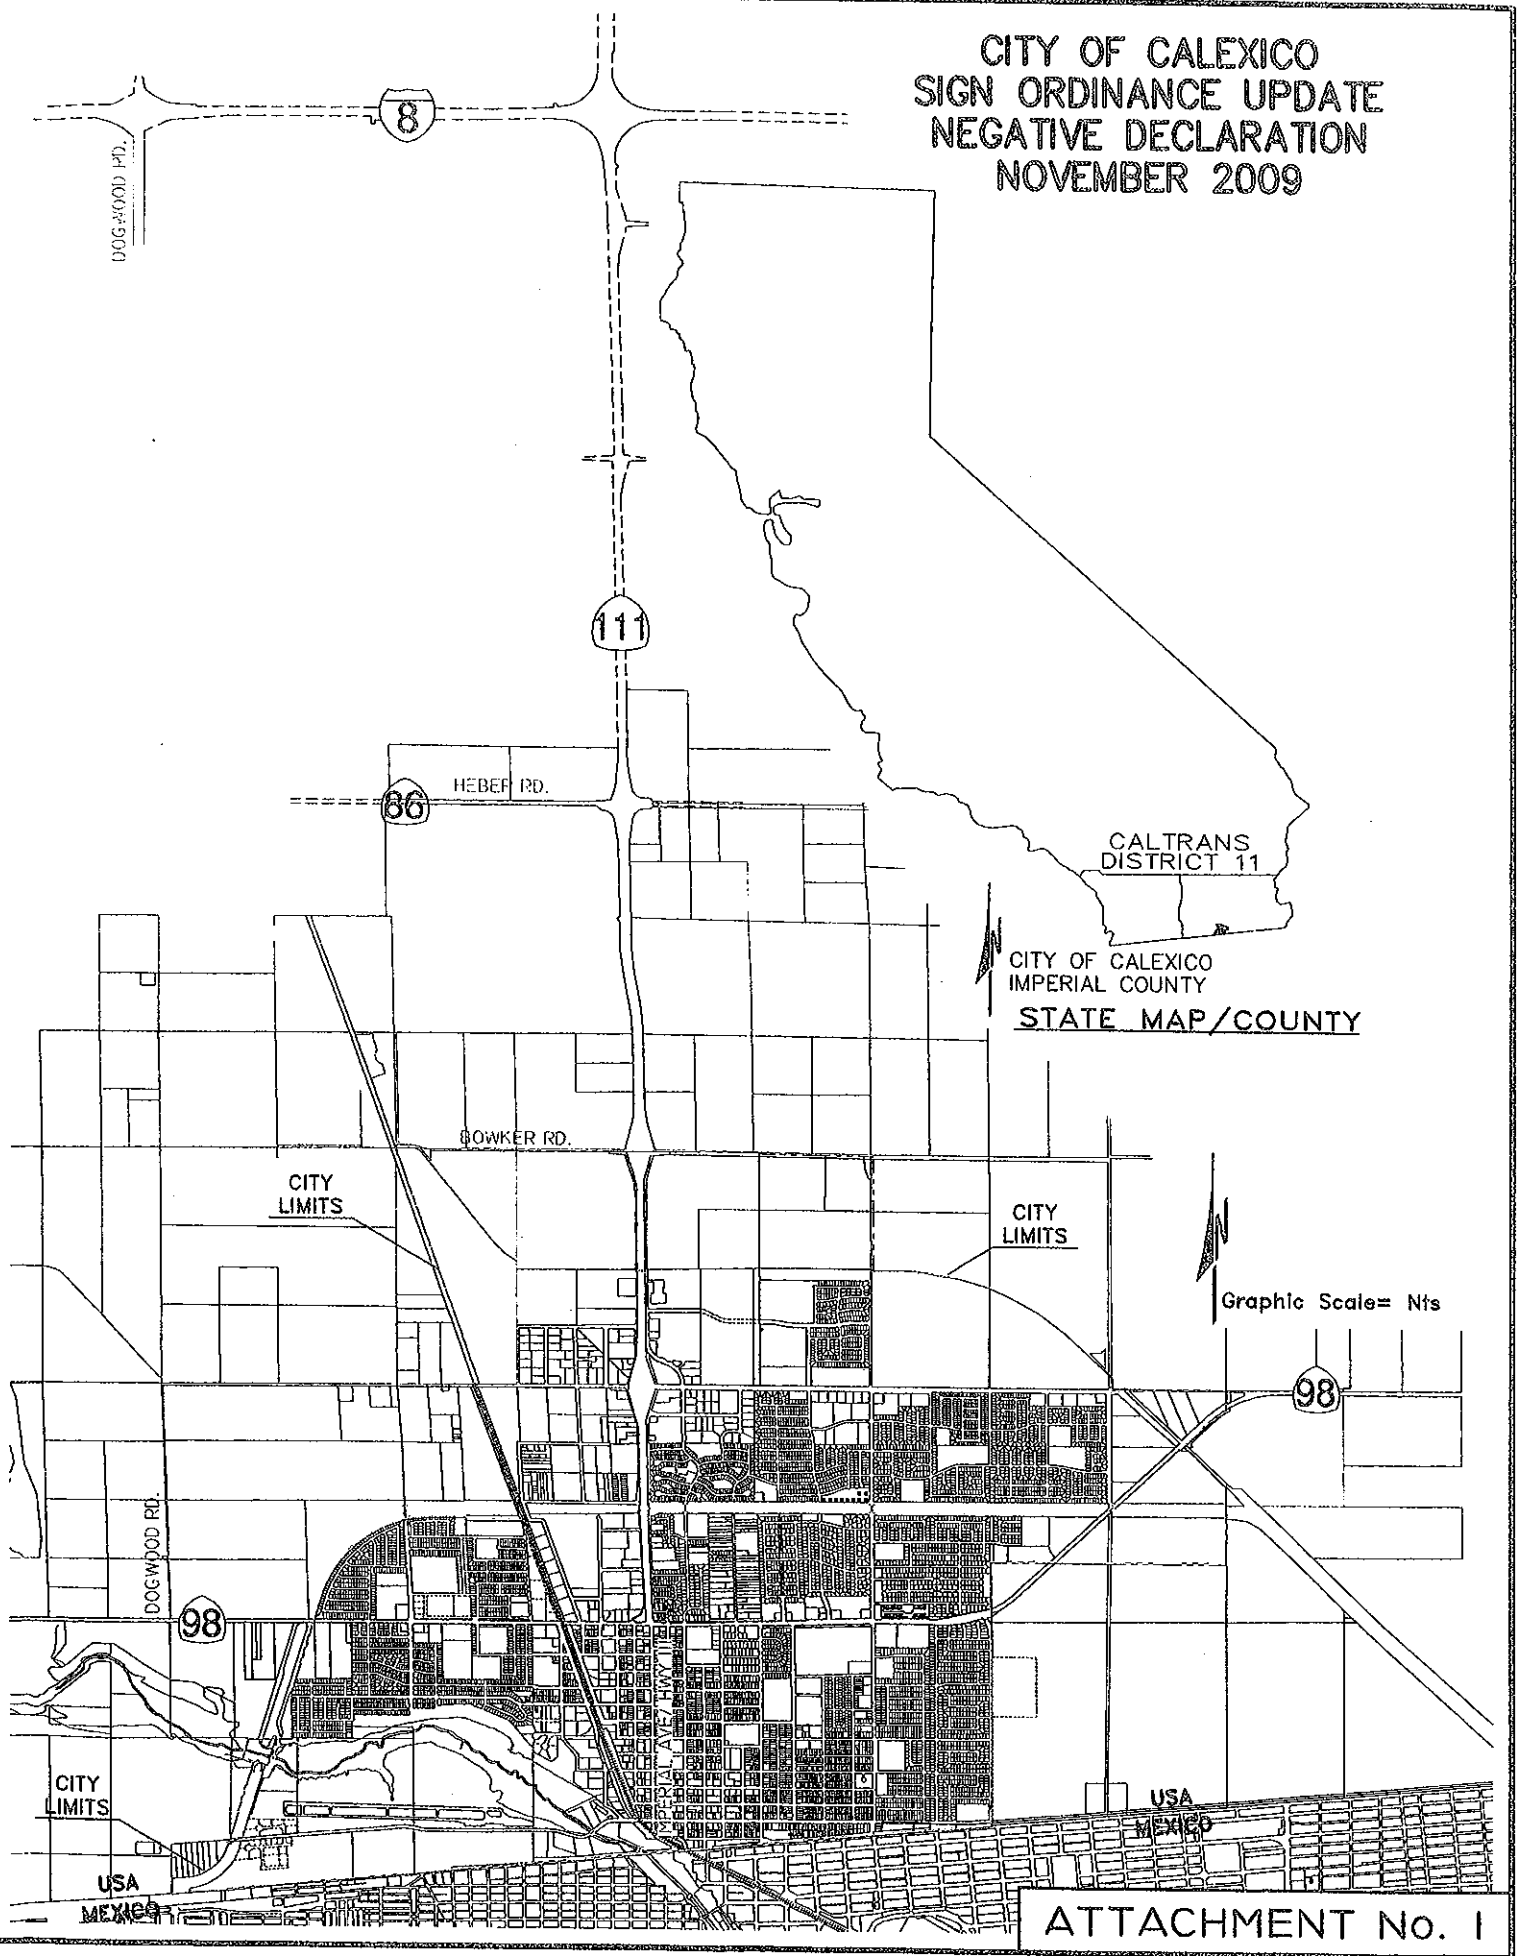 CITY OF CALEXICO
SIGN ORDINANCE UPDATE
NEGATIVE DECLARATION
NOVEMBER 2009
8
DOGWOOD RD.
111
86
HEBER RD.
CALTRANS
DISTRICT 11
N
CITY OF CALEXICO
IMPERIAL COUNTY
STATE MAP/COUNTY
BOWKER RD.
CITY
LIMITS
CITY
LIMITS
N
Graphic Scale= Nts
98
DOGWOOD RD.
98
IMPERIAL AVE/ HWY 111
CITY
LIMITS
USA
MEXICO
USA
MEXICO
ATTACHMENT No. 1